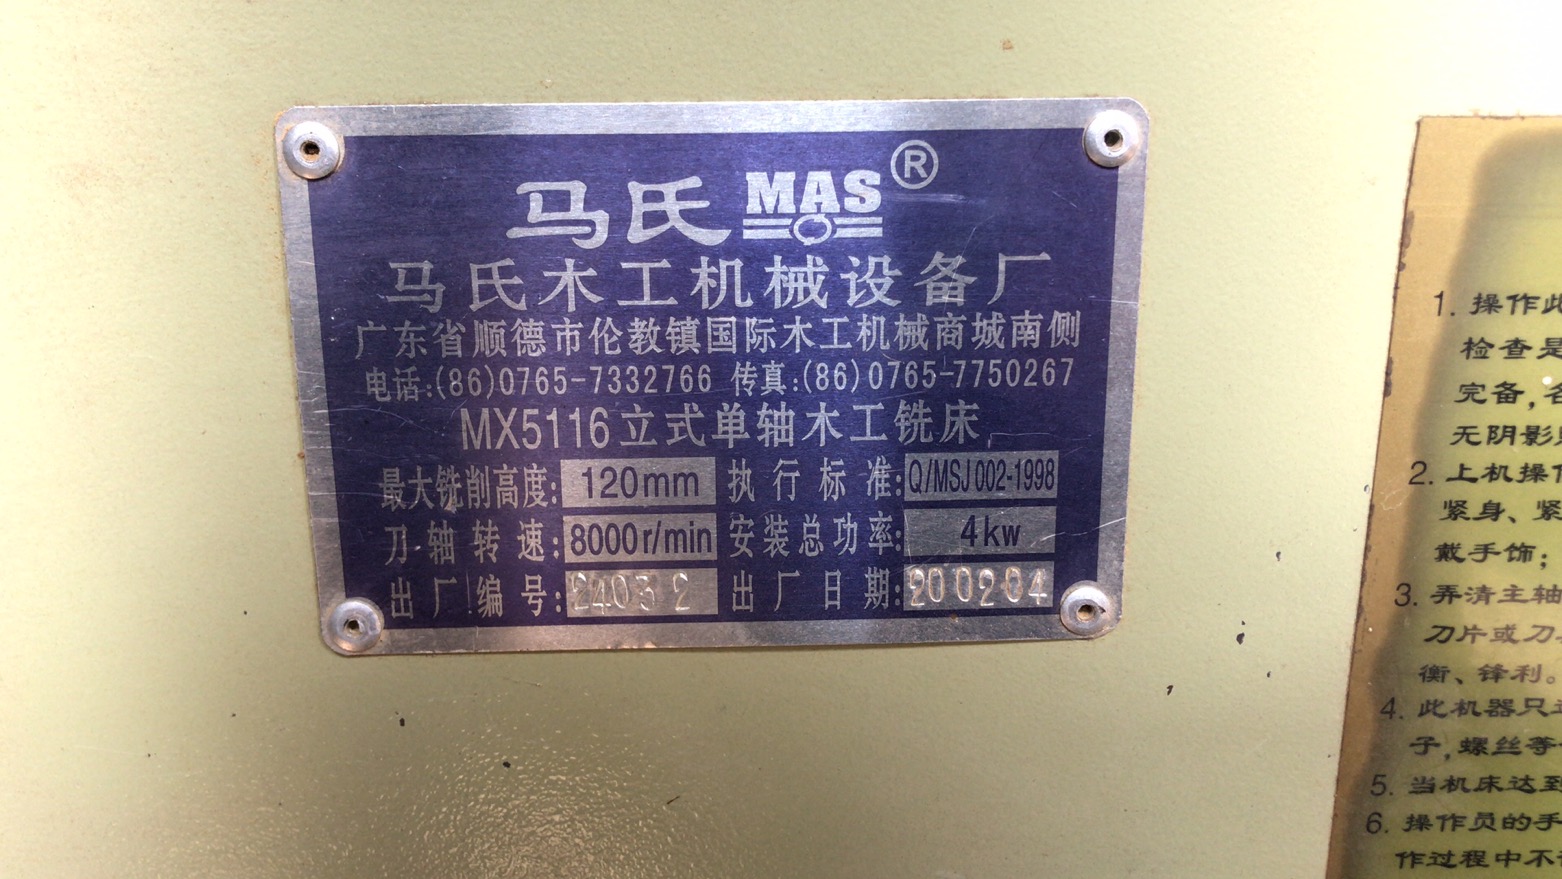 马氏 MAS ®
马氏木工机械设备厂
广东省顺德市伦教镇国际木工机械商城南侧
电话:(86)0765-7332766 传真:(86)0765-7750267
MX5116立式单轴木工铣床
最大铣削高度: 120mm 执行标准: Q/MSJ 002-1998
刀轴转速: 8000r/min 安装总功率: 4kw
出厂编号: 24032 出厂日期: 200204
1. 操作此
检查是
完备,各
无阴影
2. 上机操作
紧身、紧
戴手饰;
3. 弄清主轴
刀片或刀
衡、锋利。
4. 此机器只
子,螺丝等
5. 当机床达到
6. 操作员的手
作过程中不